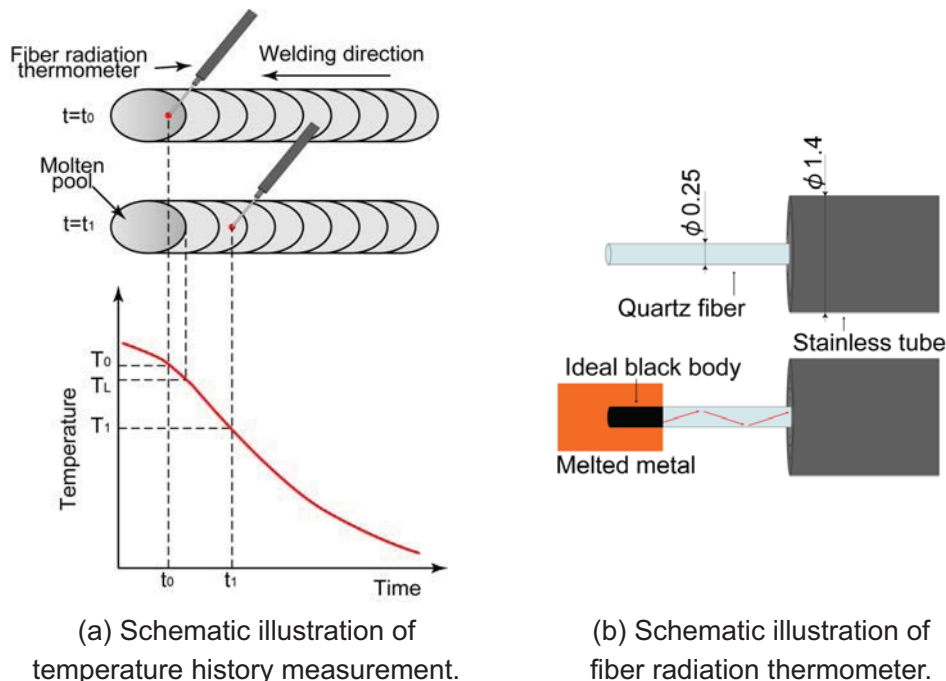 Fiber radiation
thermometer
Welding direction
t=t0
Molten
pool
t=t1
T0
TL
T1
Temperature
t0
t1
Time
(a) Schematic illustration of
temperature history measurement.
ϕ0.25
ϕ1.4
Quartz fiber
Stainless tube
Ideal black body
Melted metal
(b) Schematic illustration of
fiber radiation thermometer.